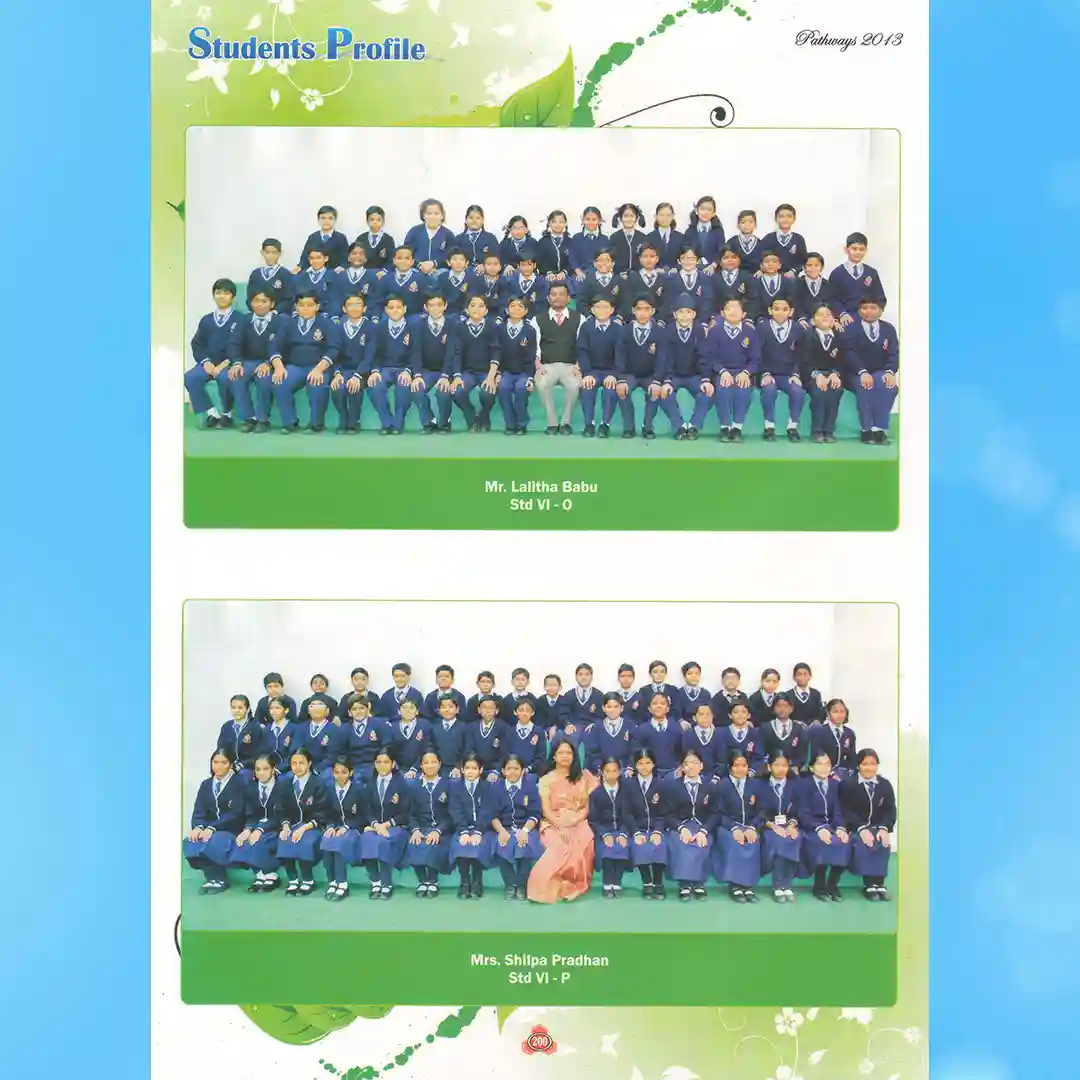 Students Profile
Pathways 2013
Mr. Lalitha Babu
Std VI - O
Mrs. Shilpa Pradhan
Std VI - P
200